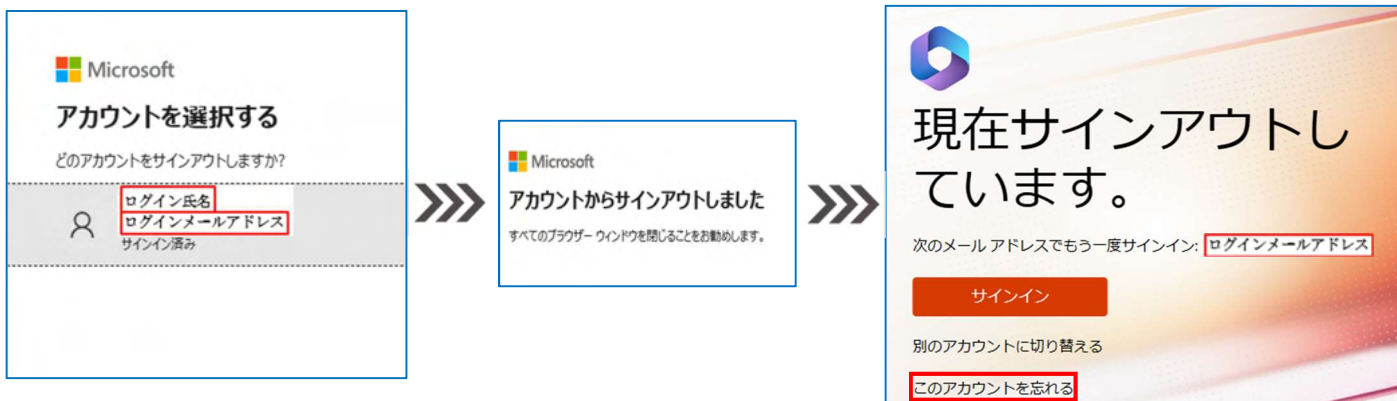 Microsoft
アカウントを選択する
どのアカウントをサインアウトしますか?
ログイン氏名
ログインメールアドレス
サインイン済み
Microsoft
アカウントからサインアウトしました
すべてのブラウザー ウィンドウを閉じることをお勧めします。
現在サインアウトし
ています。
次のメール アドレスでもう一度サインイン: ログインメールアドレス
サインイン
別のアカウントに切り替える
このアカウントを忘れる